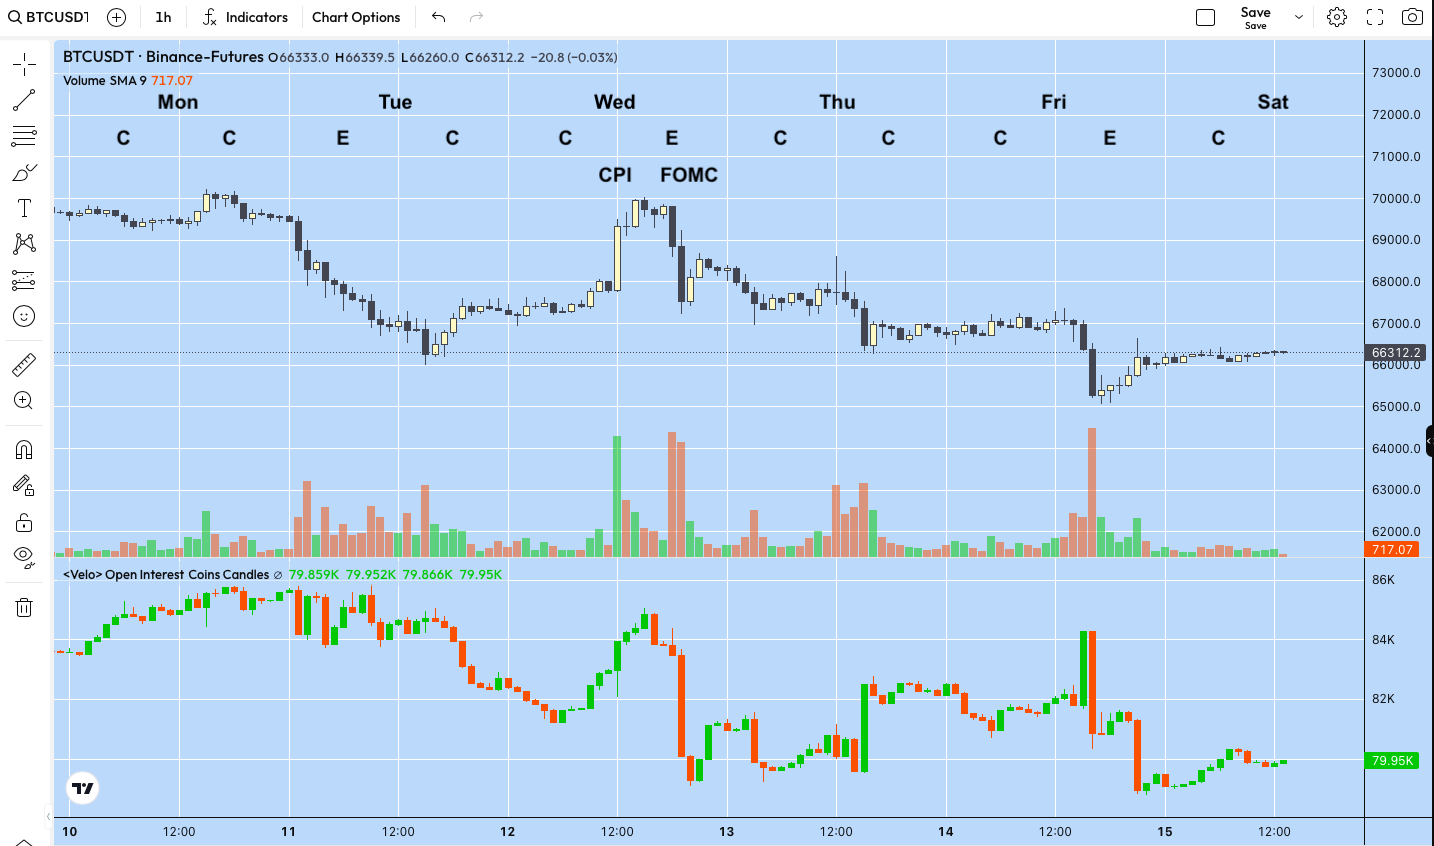 BTCUSDT 1h Indicators Chart Options Save
Save
BTCUSDT · Binance-Futures O66333.0 H66339.5 L66260.0 C66312.2 −20.8 (−0.03%)
Volume SMA 9 717.07
Mon Tue Wed Thu Fri Sat
C C E C C E C C C E C
CPI FOMC
73000.0
72000.0
71000.0
70000.0
69000.0
68000.0
67000.0
66312.2
66000.0
65000.0
64000.0
63000.0
62000.0
717.07
<Velo> Open Interest Coins Candles ∅ 79.859K 79.952K 79.866K 79.95K
86K
84K
82K
79.95K
10 12:00 11 12:00 12 12:00 13 12:00 14 12:00 15 12:00